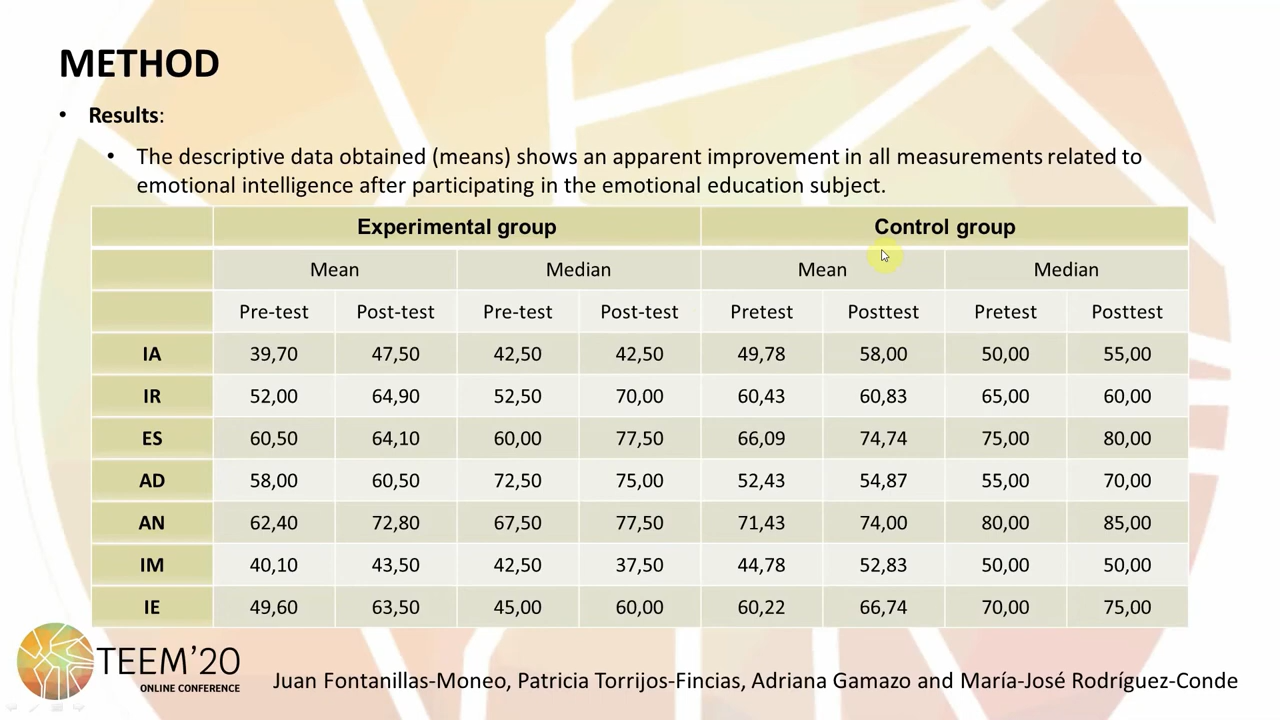 METHOD
• Results:
• The descriptive data obtained (means) shows an apparent improvement in all measurements related to
emotional intelligence after participating in the emotional education subject.
Experimental group Control group
Mean Median Mean Median
Pre-test Post-test Pre-test Post-test Pretest Posttest Pretest Posttest
IA 39,70 47,50 42,50 42,50 49,78 58,00 50,00 55,00
IR 52,00 64,90 52,50 70,00 60,43 60,83 65,00 60,00
ES 60,50 64,10 60,00 77,50 66,09 74,74 75,00 80,00
AD 58,00 60,50 72,50 75,00 52,43 54,87 55,00 70,00
AN 62,40 72,80 67,50 77,50 71,43 74,00 80,00 85,00
IM 40,10 43,50 42,50 37,50 44,78 52,83 50,00 50,00
IE 49,60 63,50 45,00 60,00 60,22 66,74 70,00 75,00
TEEM'20
ONLINE CONFERENCE
Juan Fontanillas-Moneo, Patricia Torrijos-Fincias, Adriana Gamazo and María-José Rodríguez-Conde